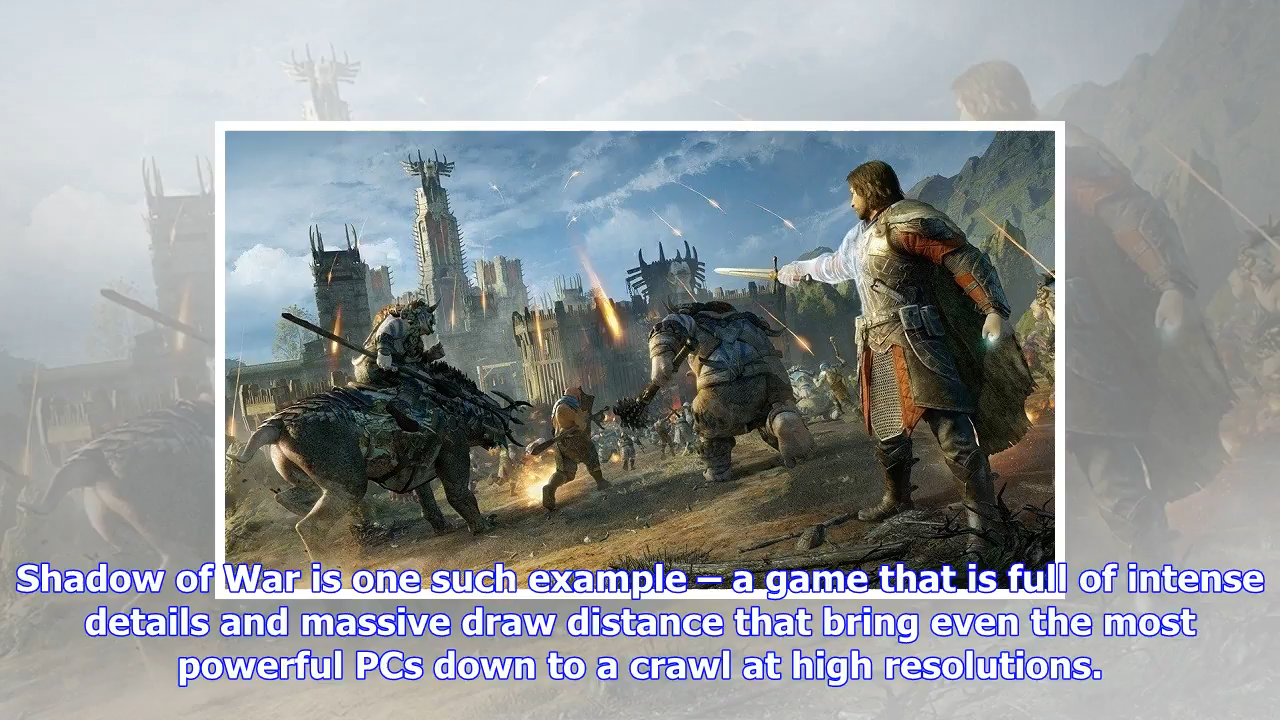 Shadow of War is one such example – a game that is full of intense
details and massive draw distance that bring even the most
powerful PCs down to a crawl at high resolutions.